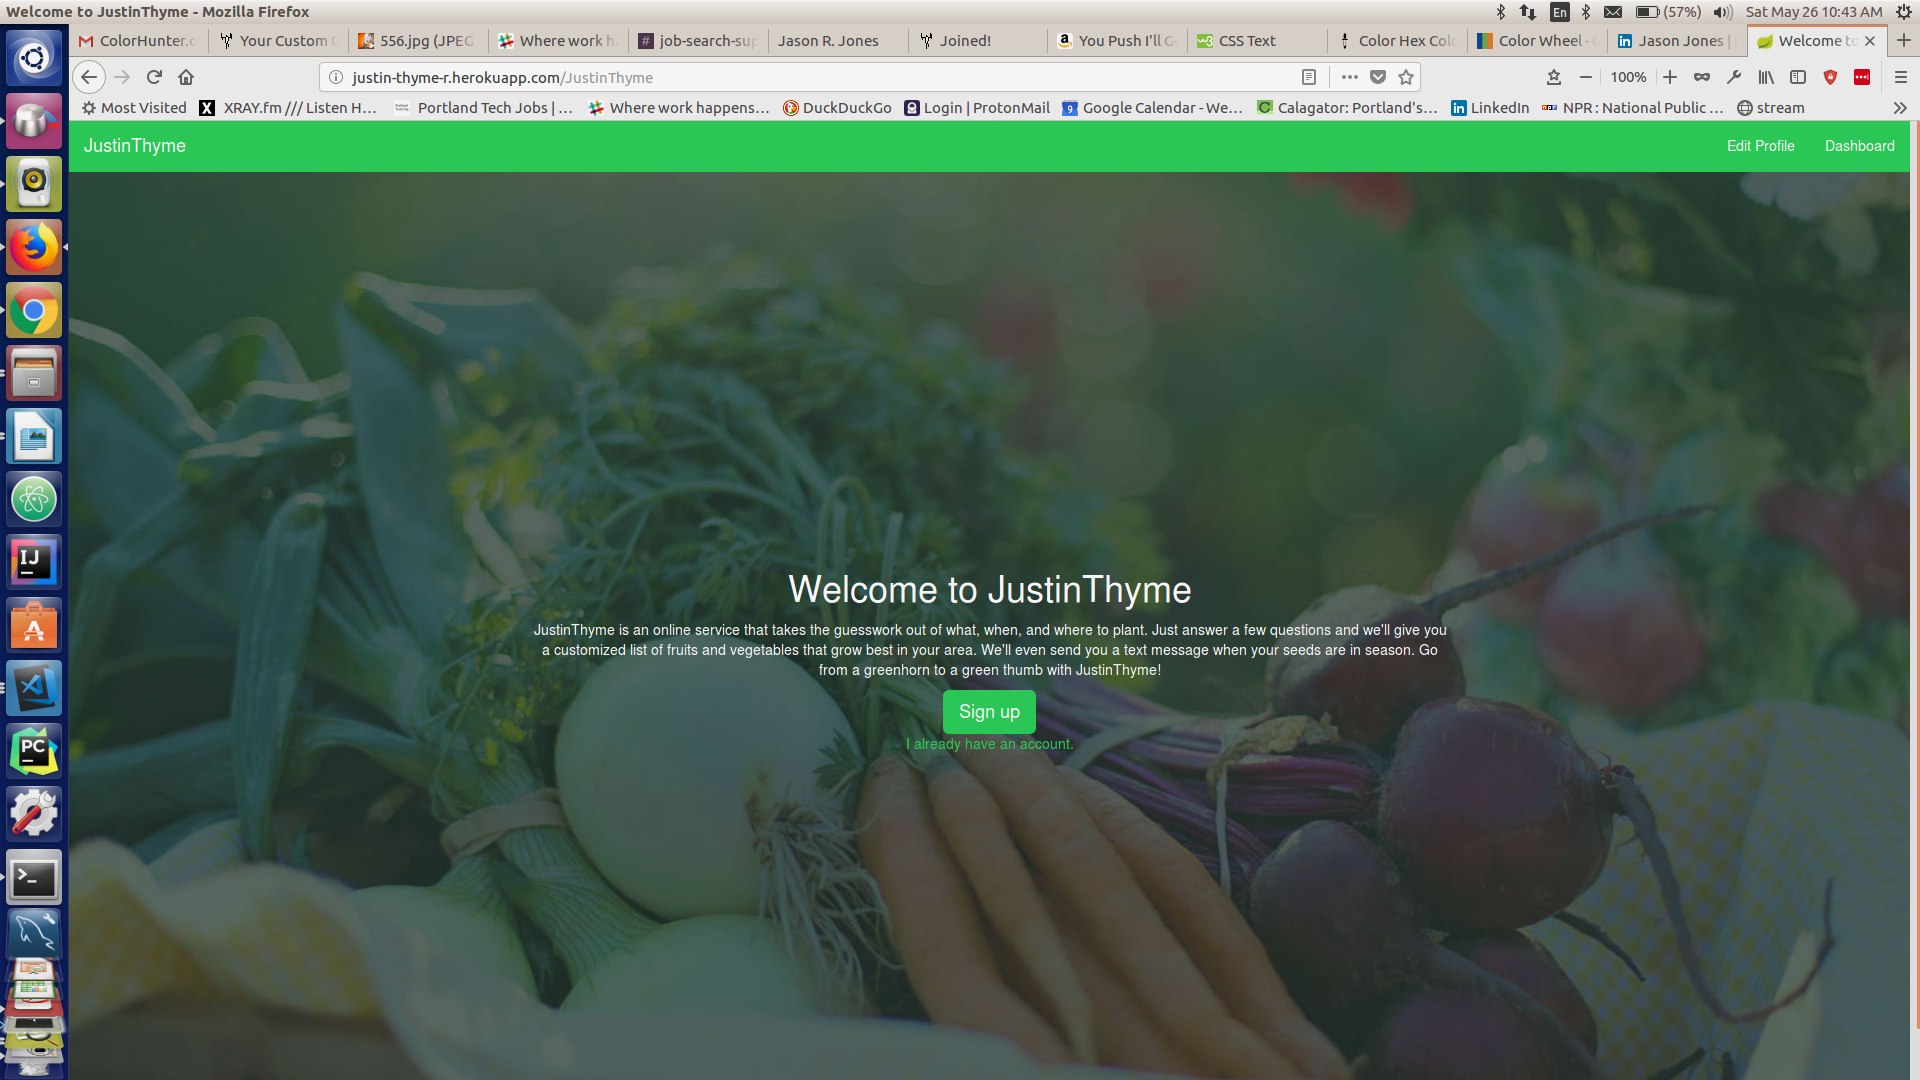 Welcome to JustinThyme - Mozilla Firefox
En (57%) Sat May 26 10:43 AM
ColorHunter.c Your Custom C 556.jpg (JPEG Where work h job-search-sup Jason R. Jones Joined! You Push I'll G CSS Text Color Hex Colo Color Wheel - C Jason Jones | Welcome to
justin-thyme-r.herokuapp.com/JustinThyme 100%
Most Visited XRAY.fm /// Listen H... Portland Tech Jobs | ... Where work happens... DuckDuckGo Login | ProtonMail Google Calendar - We... Calagator: Portland's... LinkedIn NPR : National Public ... stream
JustinThyme Edit Profile Dashboard
Welcome to JustinThyme
JustinThyme is an online service that takes the guesswork out of what, when, and where to plant. Just answer a few questions and we'll give you
a customized list of fruits and vegetables that grow best in your area. We'll even send you a text message when your seeds are in season. Go
from a greenhorn to a green thumb with JustinThyme!
Sign up
I already have an account.
IJ
PC